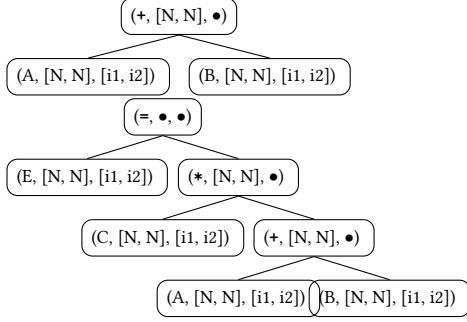 (+, [N, N], •)
(A, [N, N], [i1, i2]) (B, [N, N], [i1, i2])
(=, •, •)
(E, [N, N], [i1, i2]) (*, [N, N], •)
(C, [N, N], [i1, i2]) (+, [N, N], •)
(A, [N, N], [i1, i2]) (B, [N, N], [i1, i2])